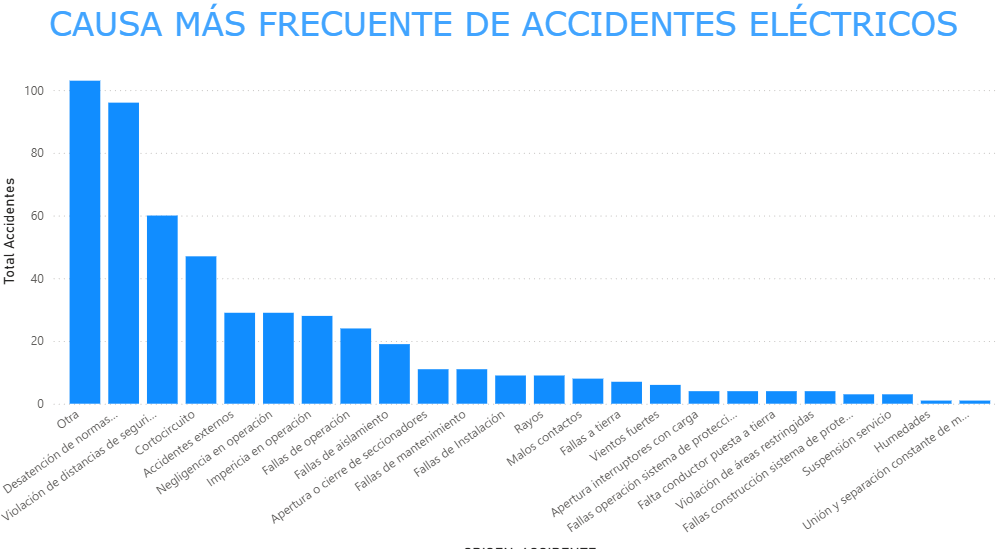 CAUSA MÁS FRECUENTE DE ACCIDENTES ELÉCTRICOS
Total Accidentes
100
80
60
40
20
0
Otra
Desatención de normas...
Violación de distancias de seguri...
Cortocircuito
Accidentes externos
Negligencia en operación
Impericia en operación
Fallas de operación
Fallas de aislamiento
Apertura o cierre de seccionadores
Fallas de mantenimiento
Fallas de Instalación
Rayos
Malos contactos
Fallas a tierra
Vientos fuertes
Apertura interruptores con carga
Fallas operación sistema de protecci...
Falta conductor puesta a tierra
Violación de áreas restringidas
Fallas construcción sistema de prote...
Suspensión servicio
Humedades
Unión y separación constante de m...
ORIGEN_ACCIDENTE